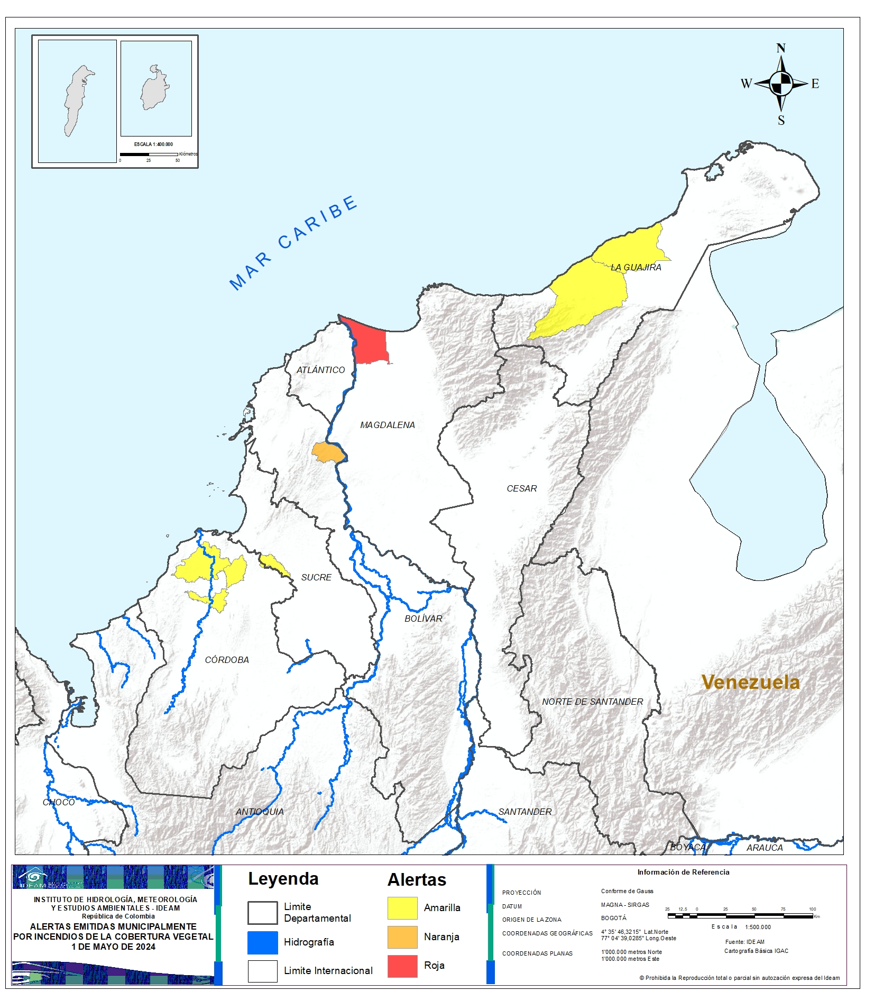 ESCALA 1:400.000
Kilómetros
0 25 50
N
W E
S
MAR CARIBE
LA GUAJIRA
ATLÁNTICO
MAGDALENA
CESAR
SUCRE
BOLÍVAR
CÓRDOBA
Venezuela
NORTE DE SANTANDER
CHOCÓ
ANTIOQUIA
SANTANDER
BOYACÁ
ARAUCA
IDEAM
INSTITUTO DE HIDROLOGÍA, METEOROLOGÍA
Y ESTUDIOS AMBIENTALES - IDEAM
República de Colombia
ALERTAS EMITIDAS MUNICIPALMENTE
POR INCENDIOS DE LA COBERTURA VEGETAL
1 DE MAYO DE 2024
Leyenda
Limite
Departamental
Hidrografía
Limite Internacional
Alertas
Amarilla
Naranja
Roja
Información de Referencia
PROYECCIÓN Conforme de Gauss
DATUM MAGNA - SIRGAS
ORIGEN DE LA ZONA BOGOTÁ
COORDENADAS GEOGRÁFICAS 4° 35' 46,3215" Lat.Norte
77° 04' 39,0285" Long.Oeste
COORDENADAS PLANAS 1'000.000 metros Norte
1'000.000 metros Este
25 12,5 0 25 50 75 100
Km
Escala 1:500.000
Fuente: IDEAM
Cartografía Básica IGAC
© Prohibida la Reproducción total o parcial sin autozación expresa del Ideam